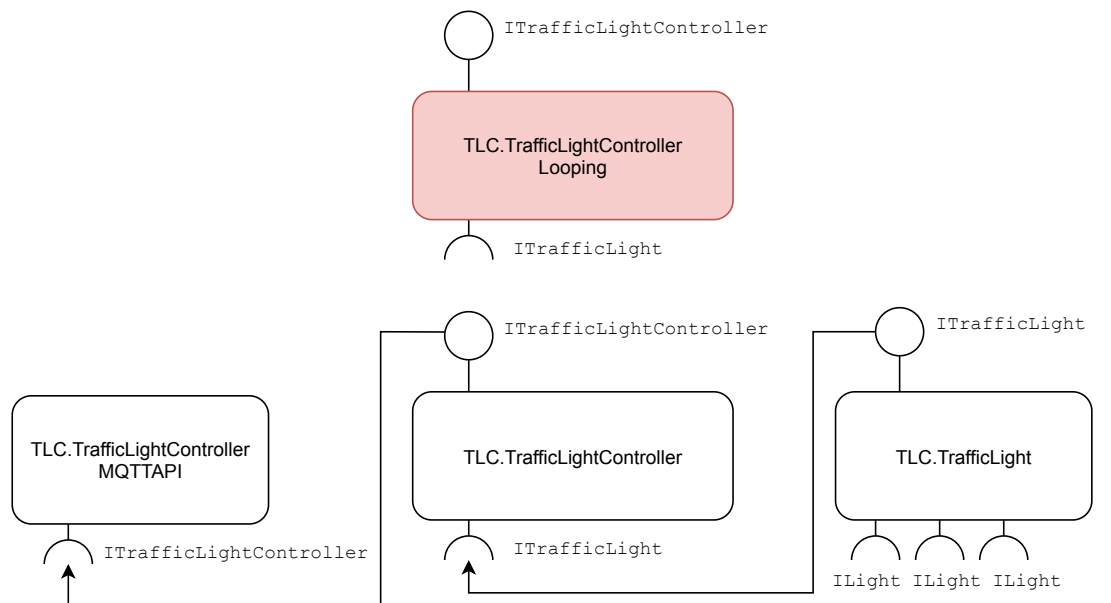 ITrafficLightController
TLC.TrafficLightController
Looping
ITrafficLight
ITrafficLightController
ITrafficLight
TLC.TrafficLightController
MQTTAPI
TLC.TrafficLightController
TLC.TrafficLight
ITrafficLightController
ITrafficLight
ILight ILight ILight